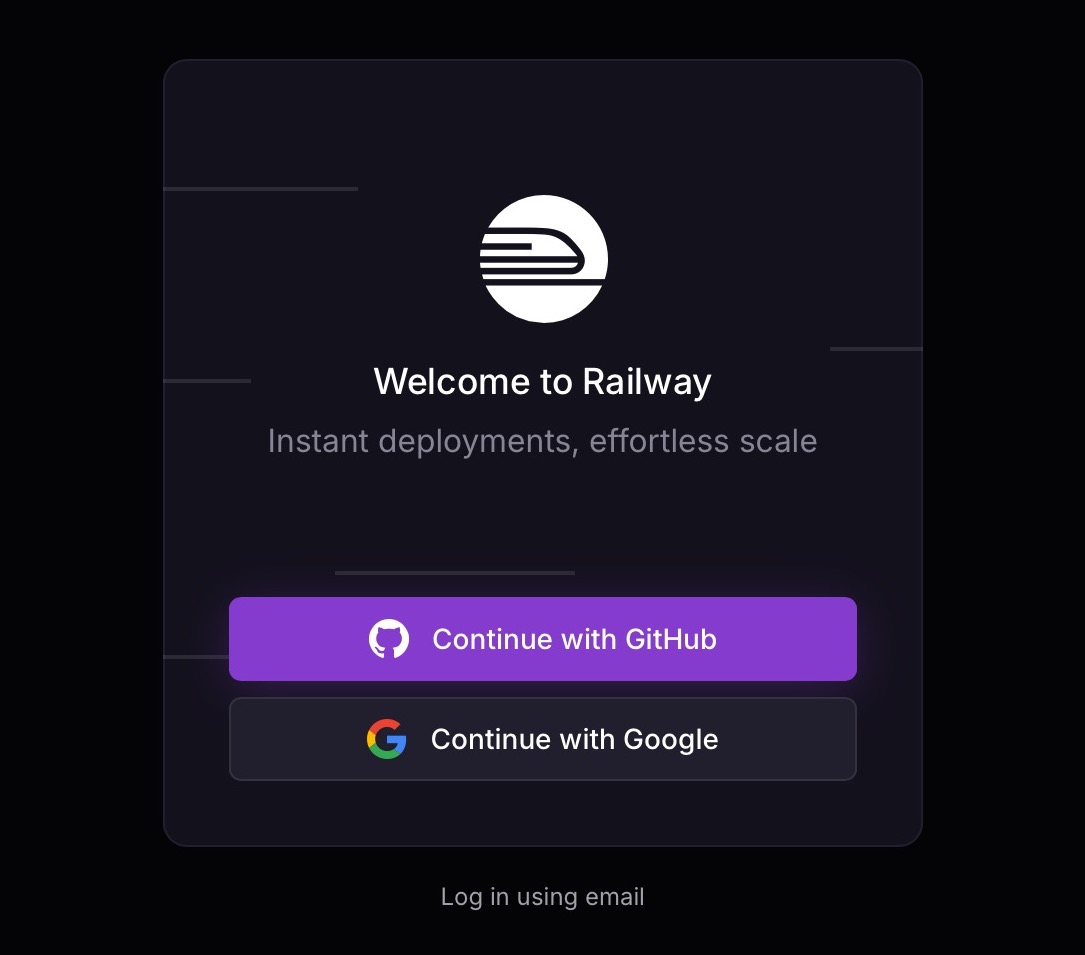 Welcome to Railway
Instant deployments, effortless scale
Continue with GitHub
Continue with Google
Log in using email